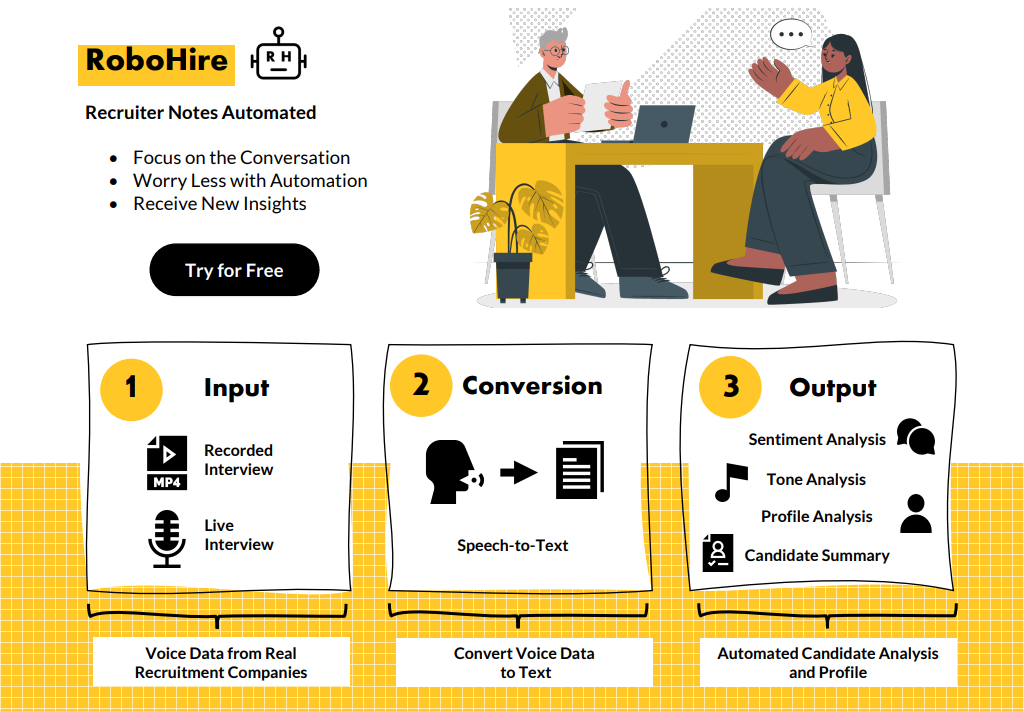 RoboHire
R H
Recruiter Notes Automated
• Focus on the Conversation
• Worry Less with Automation
• Receive New Insights
Try for Free
1 Input
Recorded
Interview
MP4
Live
Interview
2 Conversion
Speech-to-Text
3 Output
Sentiment Analysis
Tone Analysis
Profile Analysis
Candidate Summary
Voice Data from Real
Recruitment Companies
Convert Voice Data
to Text
Automated Candidate Analysis
and Profile